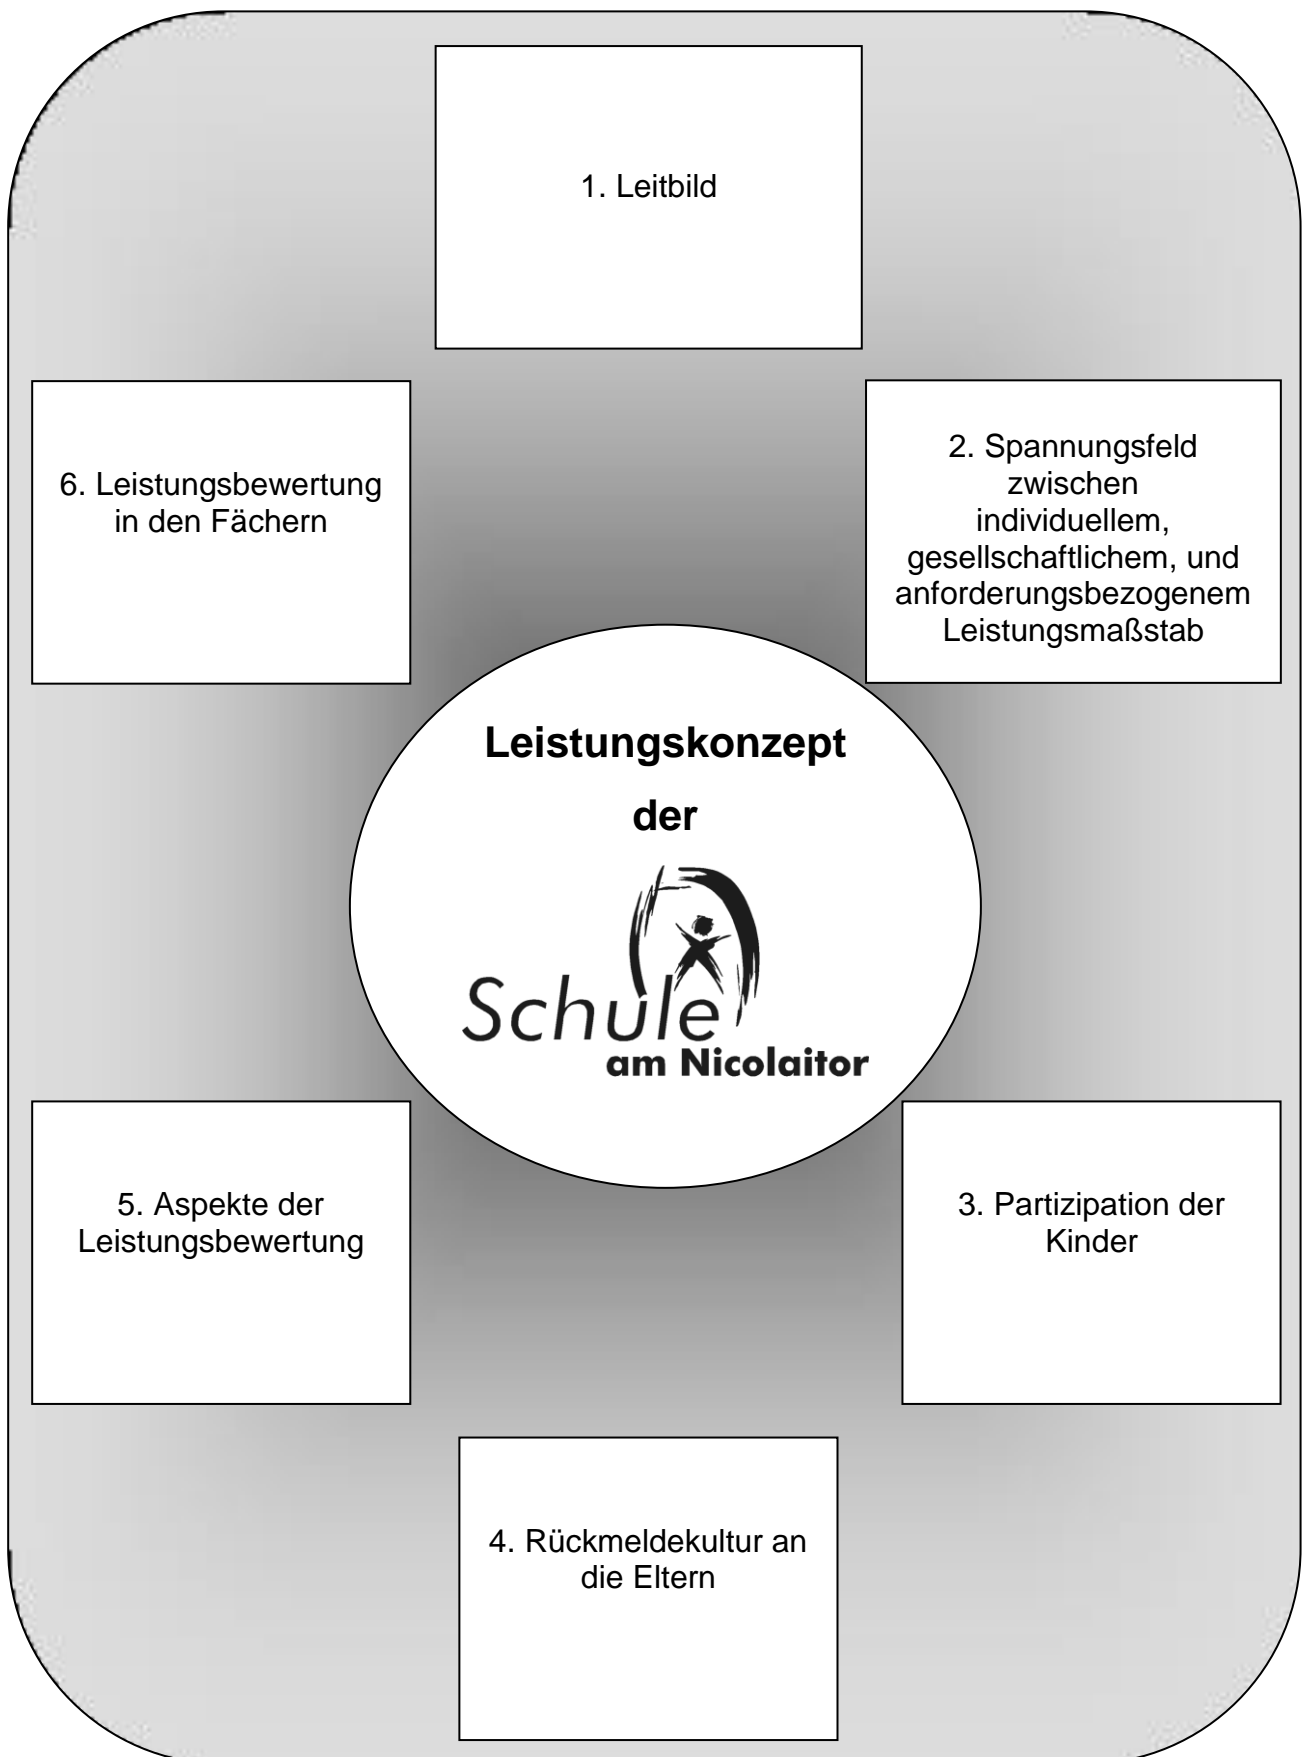 1. Leitbild
2. Spannungsfeld
zwischen
individuellem,
gesellschaftlichem, und
anforderungsbezogenem
Leistungsmaßstab
3. Partizipation der
Kinder
4. Rückmeldekultur an
die Eltern
5. Aspekte der
Leistungsbewertung
6. Leistungsbewertung
in den Fächern
Leistungskonzept
der
Schule
am Nicolaitor